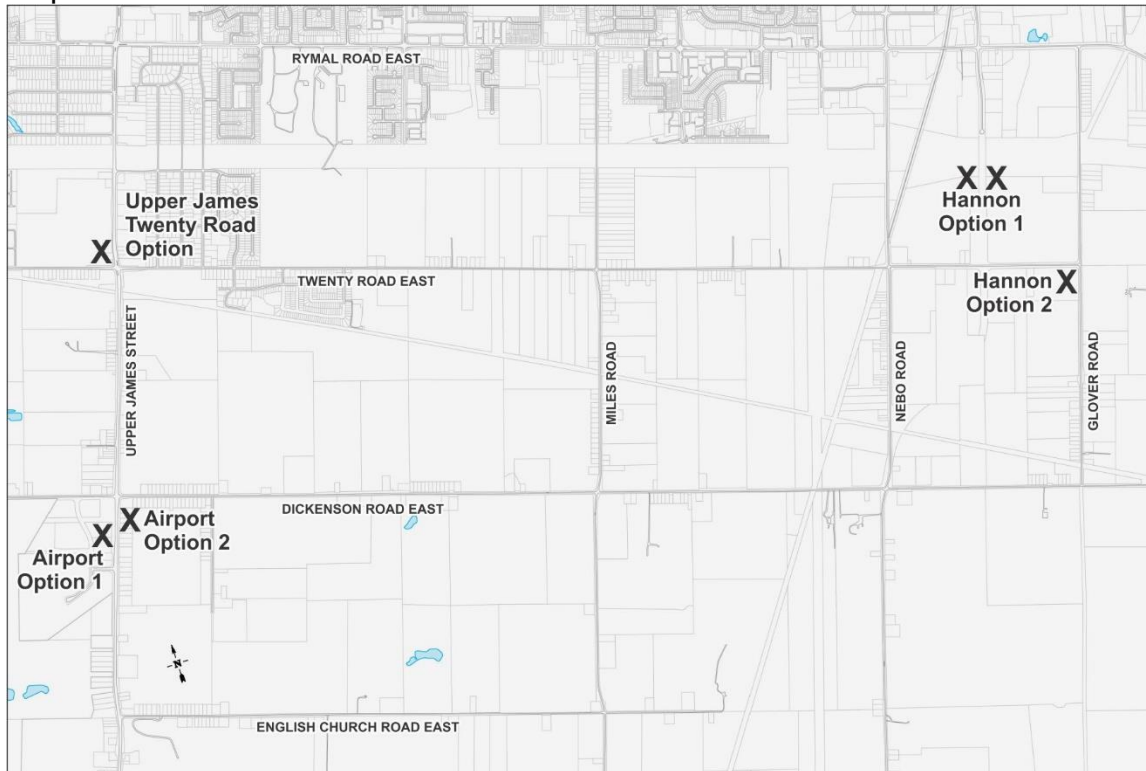 RYMAL ROAD EAST
Upper James
Twenty Road
Option
X
X X
Hannon
Option 1
TWENTY ROAD EAST
Hannon
Option 2
X
UPPER JAMES STREET
MILES ROAD
NEBO ROAD
GLOVER ROAD
DICKENSON ROAD EAST
X
Airport
Option 2
X
Airport
Option 1
N
ENGLISH CHURCH ROAD EAST